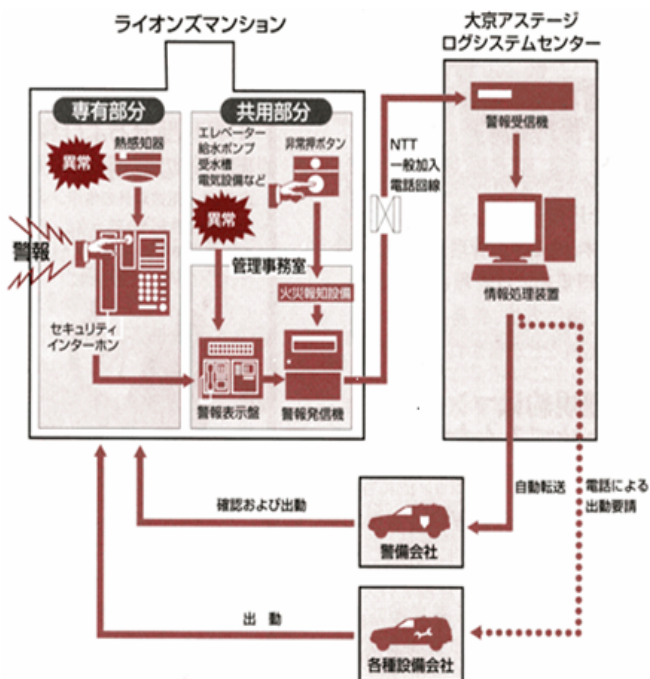 ライオンズマンション
大京アステージ
ログシステムセンター
専有部分
共用部分
熱感知器
異常
警報
セキュリティ
インターホン
エレベーター
給水ポンプ
受水槽
電気設備など
異常
非常押ボタン
管理事務室
火災報知設備
警報表示盤
警報発信機
NTT
一般加入
電話回線
警報受信機
情報処理装置
自動転送
電話による
出動要請
確認および出動
警備会社
出動
各種設備会社